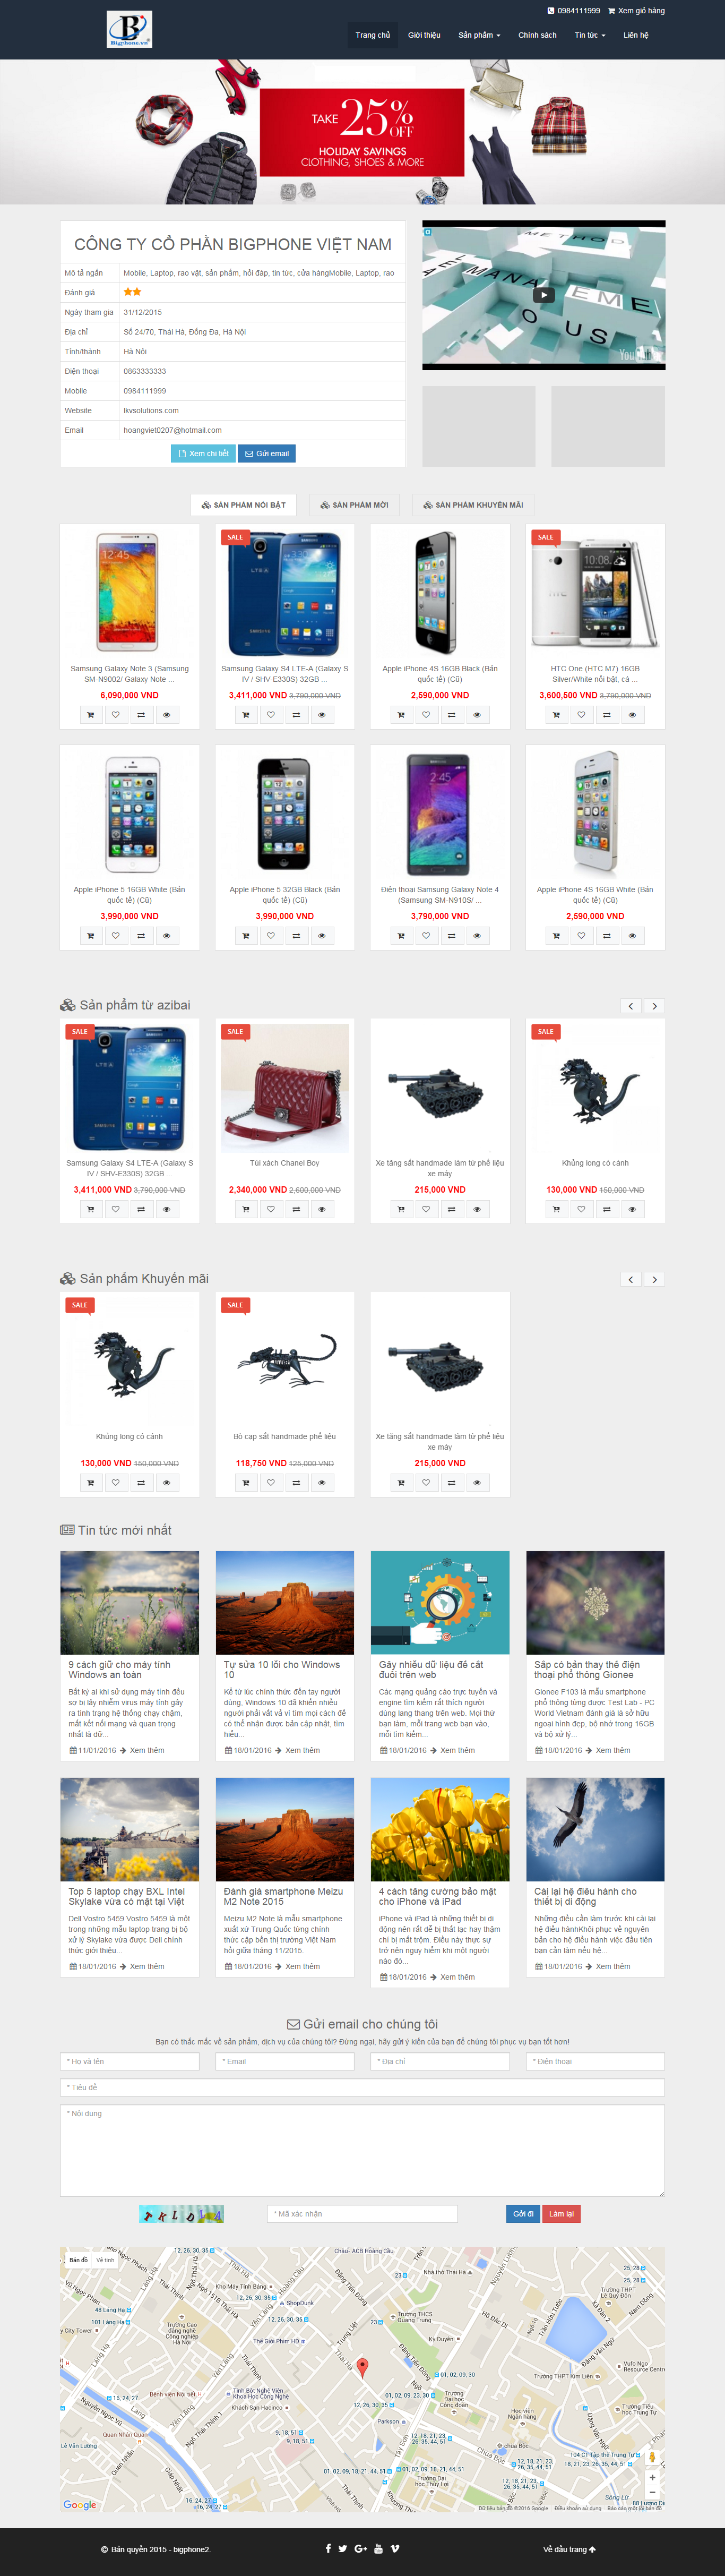 0984111999 Xem giỏ hàng
Bigphone.vn
Trang chủ Giới thiệu Sản phẩm Chính sách Tin tức Liên hệ
TAKE 25% OFF
HOLIDAY SAVINGS
CLOTHING, SHOES & MORE
CÔNG TY CỔ PHẦN BIGPHONE VIỆT NAM
Mô tả ngắn Mobile, Laptop, rao vặt, sản phẩm, hỏi đáp, tin tức, cửa hàngMobile, Laptop, rao
Đánh giá
Ngày tham gia 31/12/2015
Địa chỉ Số 24/70, Thái Hà, Đống Đa, Hà Nội
Tỉnh/thành Hà Nội
Điện thoại 0863333333
Mobile 0984111999
Website lkvsolutions.com
Email hoangviet0207@hotmail.com
Xem chi tiết Gửi email
YouTube
SẢN PHẨM NỔI BẬT SẢN PHẨM MỚI SẢN PHẨM KHUYẾN MÃI
SALE SALE
Samsung Galaxy Note 3 (Samsung SM-N9002/ Galaxy Note ...
6,090,000 VND
Samsung Galaxy S4 LTE-A (Galaxy S IV / SHV-E330S) 32GB ...
3,411,000 VND 3,790,000 VND
Apple iPhone 4S 16GB Black (Bản quốc tế) (Cũ)
2,590,000 VND
HTC One (HTC M7) 16GB Silver/White nổi bật, cá ...
3,600,500 VND 3,790,000 VND
Apple iPhone 5 16GB White (Bản quốc tế) (Cũ)
3,990,000 VND
Apple iPhone 5 32GB Black (Bản quốc tế) (Cũ)
3,990,000 VND
Điện thoại Samsung Galaxy Note 4 (Samsung SM-N910S/ ...
3,790,000 VND
Apple iPhone 4S 16GB White (Bản quốc tế) (Cũ)
2,590,000 VND
Sản phẩm từ azibai
SALE SALE SALE
Samsung Galaxy S4 LTE-A (Galaxy S IV / SHV-E330S) 32GB ...
3,411,000 VND 3,790,000 VND
Túi xách Chanel Boy
2,340,000 VND 2,600,000 VND
Xe tăng sắt handmade làm từ phế liệu xe máy
215,000 VND
Khủng long có cánh
130,000 VND 150,000 VND
Sản phẩm Khuyến mãi
SALE SALE
Khủng long có cánh
130,000 VND 150,000 VND
Bò cạp sắt handmade phế liệu
118,750 VND 125,000 VND
Xe tăng sắt handmade làm từ phế liệu xe máy
215,000 VND
Tin tức mới nhất
9 cách giữ cho máy tính Windows an toàn
Bất kỳ ai khi sử dụng máy tính đều sợ bị lây nhiễm virus máy tính gây ra tình trạng hệ thống chạy chậm, mất kết nối mạng và quan trọng nhất là dữ...
11/01/2016 Xem thêm
Tự sửa 10 lỗi cho Windows 10
Kể từ lúc chính thức đến tay người dùng, Windows 10 đã khiến nhiều người phải vất vả vì tìm mọi cách để có thể nhận được bản cập nhật, tìm hiểu...
18/01/2016 Xem thêm
Gây nhiễu dữ liệu để cắt đuôi trên web
Các mạng quảng cáo trực tuyến và engine tìm kiếm rất thích người dùng lang thang trên web. Mọi thứ bạn làm, mỗi trang web bạn vào, mỗi tìm kiếm...
18/01/2016 Xem thêm
Sắp có bản thay thế điện thoại phổ thông Gionee
Gionee F103 là mẫu smartphone phổ thông từng được Test Lab - PC World Vietnam đánh giá là sở hữu ngoại hình đẹp, bộ nhớ trong 16GB và bộ xử lý...
18/01/2016 Xem thêm
Top 5 laptop chạy BXL Intel Skylake vừa có mặt tại Việt
Dell Vostro 5459 Vostro 5459 là một trong những mẫu laptop trang bị bộ xử lý Skylake vừa được Dell chính thức giới thiệu...
18/01/2016 Xem thêm
Đánh giá smartphone Meizu M2 Note 2015
Meizu M2 Note là mẫu smartphone xuất xứ Trung Quốc từng chính thức cập bến thị trường Việt Nam hồi giữa tháng 11/2015.
18/01/2016 Xem thêm
4 cách tăng cường bảo mật cho iPhone và iPad
iPhone và iPad là những thiết bị di động nên rất dễ bị thất lạc hay thậm chí bị mất trộm. Điều này thực sự trở nên nguy hiểm khi một người nào đó...
18/01/2016 Xem thêm
Cài lại hệ điều hành cho thiết bị di động
Những điều cần làm trước khi cài lại hệ điều hànhKhôi phục về nguyên bản cho hệ điều hành việc đầu tiên bạn cần làm nếu hệ...
18/01/2016 Xem thêm
Gửi email cho chúng tôi
Bạn có thắc mắc về sản phẩm, dịch vụ của chúng tôi? Đừng ngại, hãy gửi ý kiến của bạn để chúng tôi phục vụ bạn tốt hơn!
* Họ và tên * Email * Địa chỉ * Điện thoại
* Tiêu đề
* Nội dung
* Mã xác nhận Gởi đi Làm lại
Bản đồ Vệ tinh
Google
© Bản quyền 2015 - bigphone2. Về đầu trang